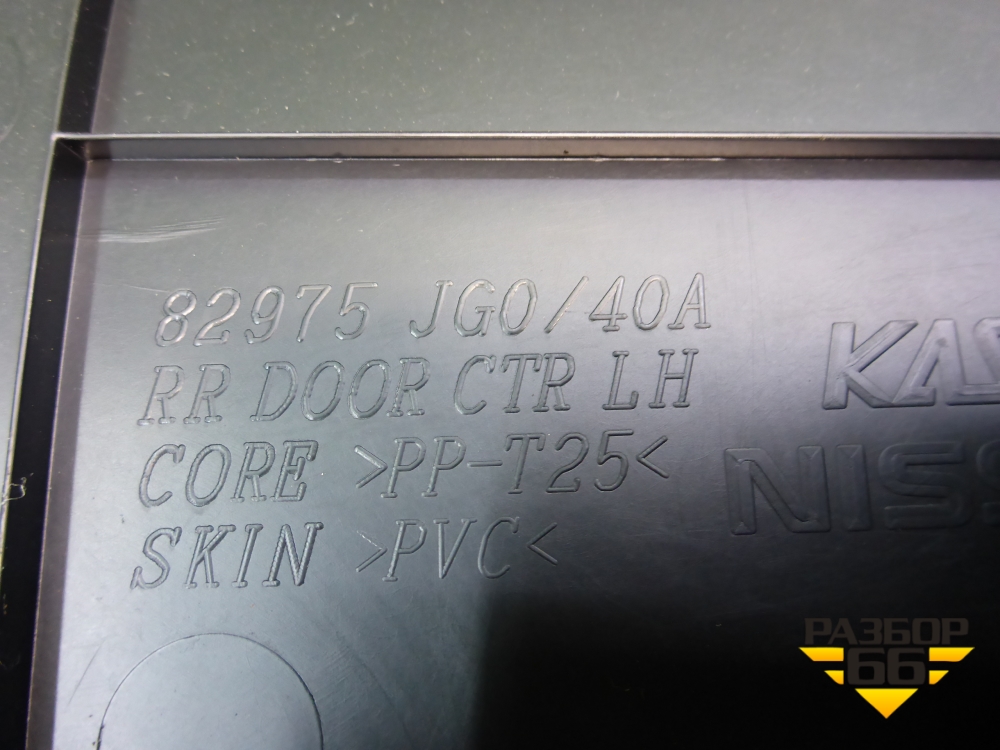 82975 JG0/40A
RR DOOR CTR LH
CORE >PP-T25<
SKIN >PVC<
РАЗБОР
66